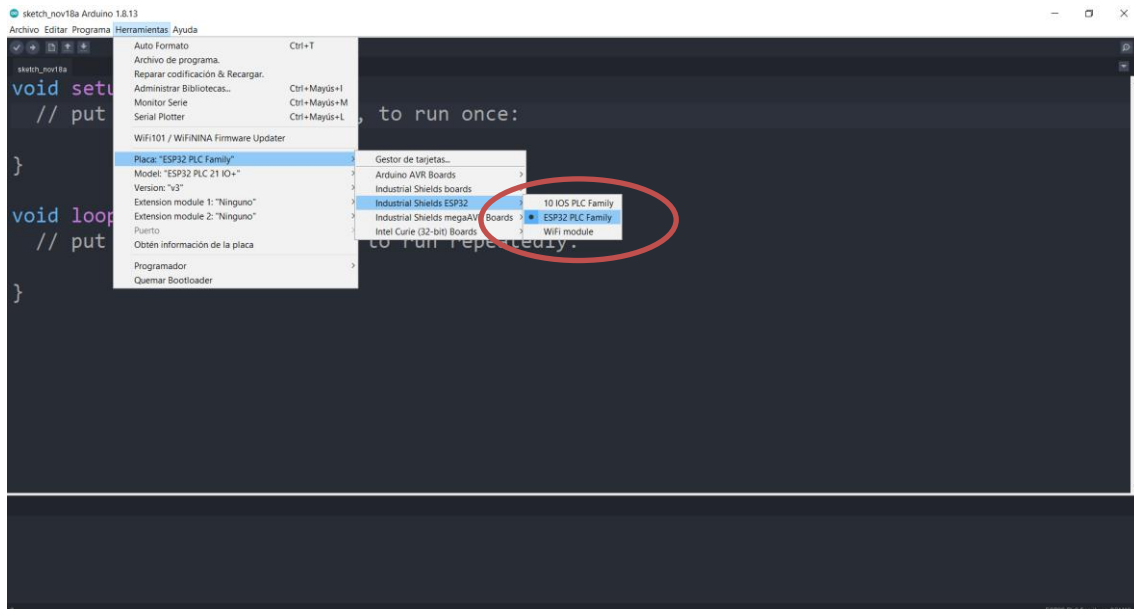 sketch_nov18a Arduino 1.8.13
Archivo Editar Programa Herramientas Ayuda
sketch_nov18a
Auto Formato Ctrl+T
Archivo de programa.
Reparar codificación & Recargar.
Administrar Bibliotecas... Ctrl+Mayús+I
Monitor Serie Ctrl+Mayús+M
Serial Plotter Ctrl+Mayús+L
WiFi101 / WiFiNINA Firmware Updater
Placa: "ESP32 PLC Family"
Model: "ESP32 PLC 21 IO+"
Version: "v3"
Extension module 1: "Ninguno"
Extension module 2: "Ninguno"
Puerto
Obtén información de la placa
Programador
Quemar Bootloader
Gestor de tarjetas...
Arduino AVR Boards
Industrial Shields boards
Industrial Shields ESP32
Industrial Shields megaAVR Boards
Intel Curie (32-bit) Boards
10 IOS PLC Family
ESP32 PLC Family
WiFi module
void setu
// put , to run once:
}
void loop
// put to run repeatedly:
}